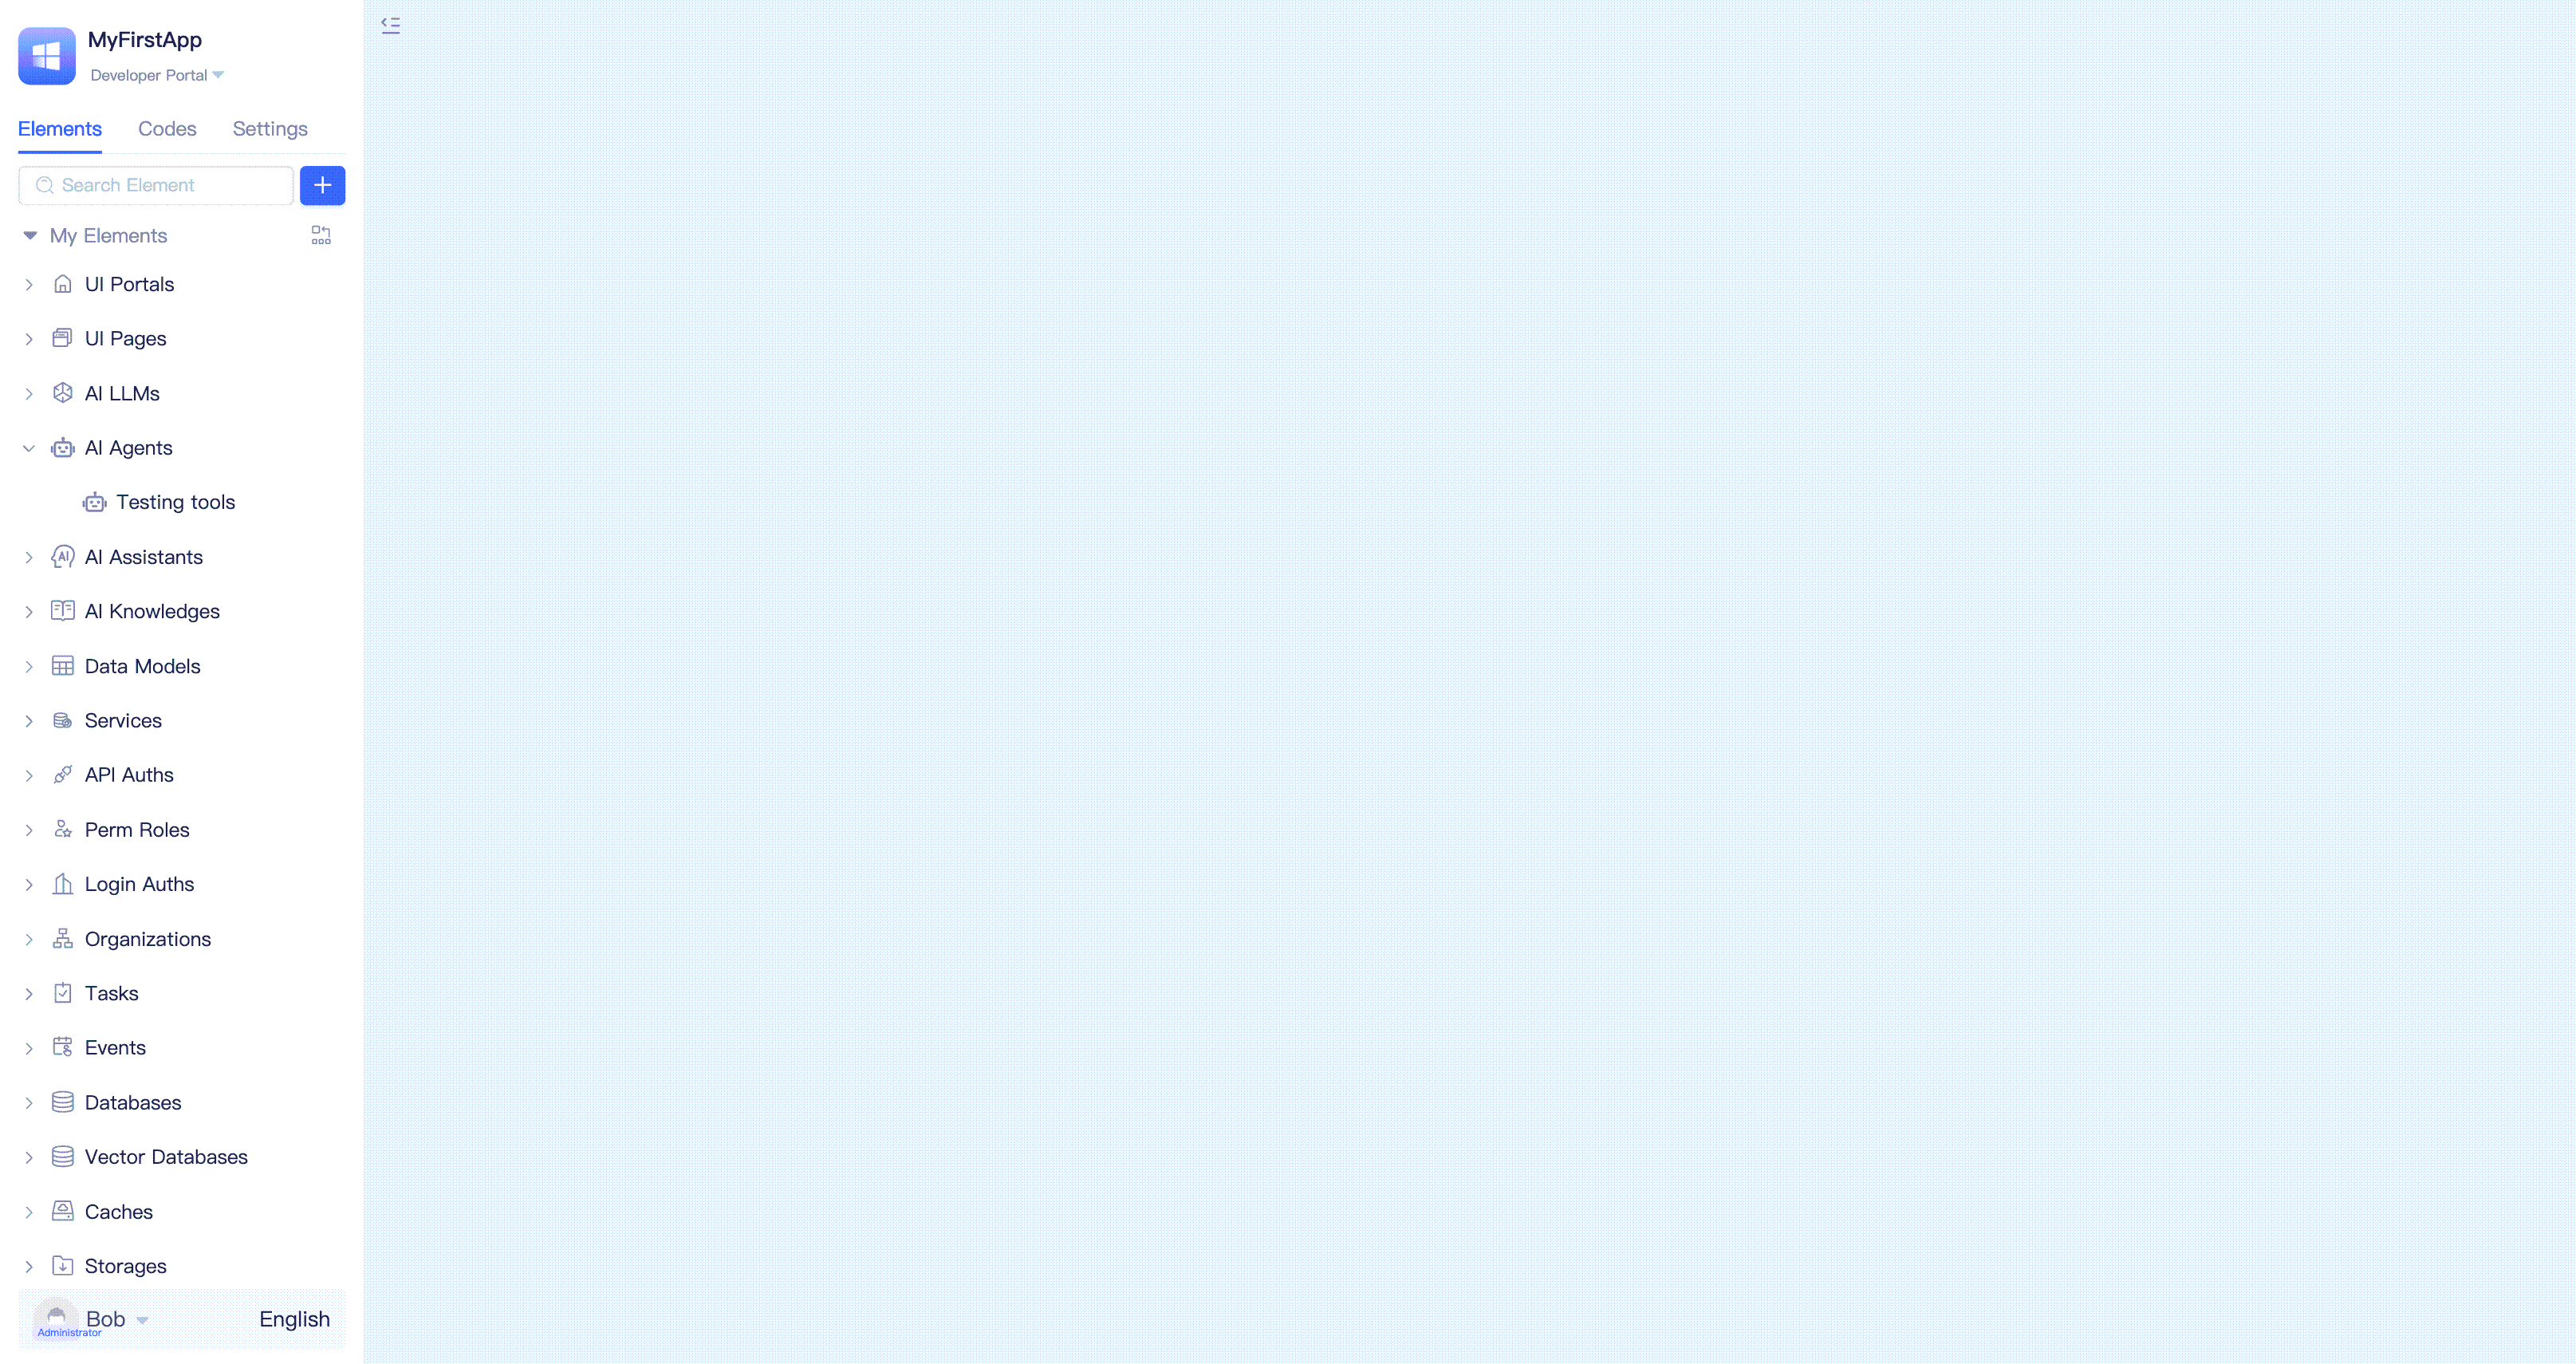 MyFirstApp
Developer Portal
Elements Codes Settings
Search Element
My Elements
UI Portals
UI Pages
AI LLMs
AI Agents
Testing tools
AI Assistants
AI Knowledges
Data Models
Services
API Auths
Perm Roles
Login Auths
Organizations
Tasks
Events
Databases
Vector Databases
Caches
Storages
Bob English
Administrator